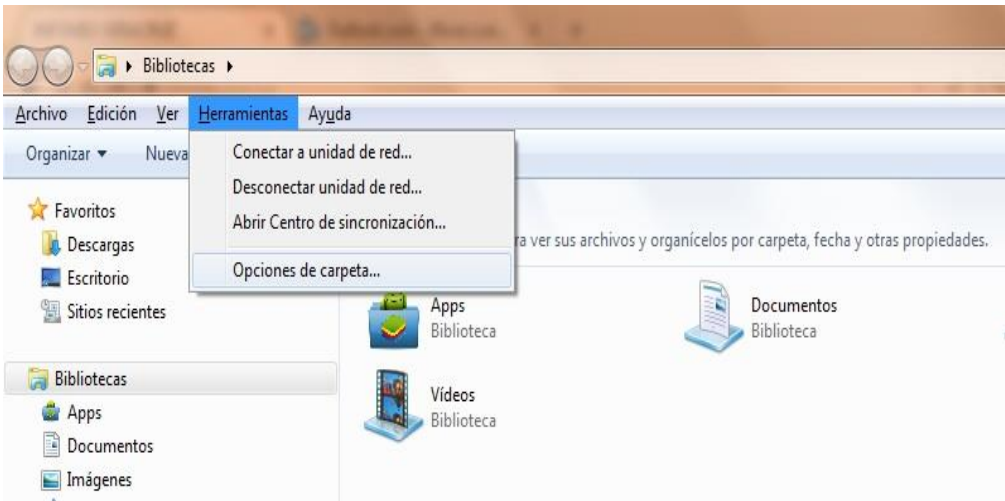 Bibliotecas
Archivo Edición Ver Herramientas Ayuda
Organizar Nueva
Conectar a unidad de red...
Desconectar unidad de red...
Abrir Centro de sincronización...
Opciones de carpeta...
ra ver sus archivos y organícelos por carpeta, fecha y otras propiedades.
Favoritos
Descargas
Escritorio
Sitios recientes
Bibliotecas
Apps
Documentos
Imágenes
Apps
Biblioteca
Documentos
Biblioteca
Vídeos
Biblioteca